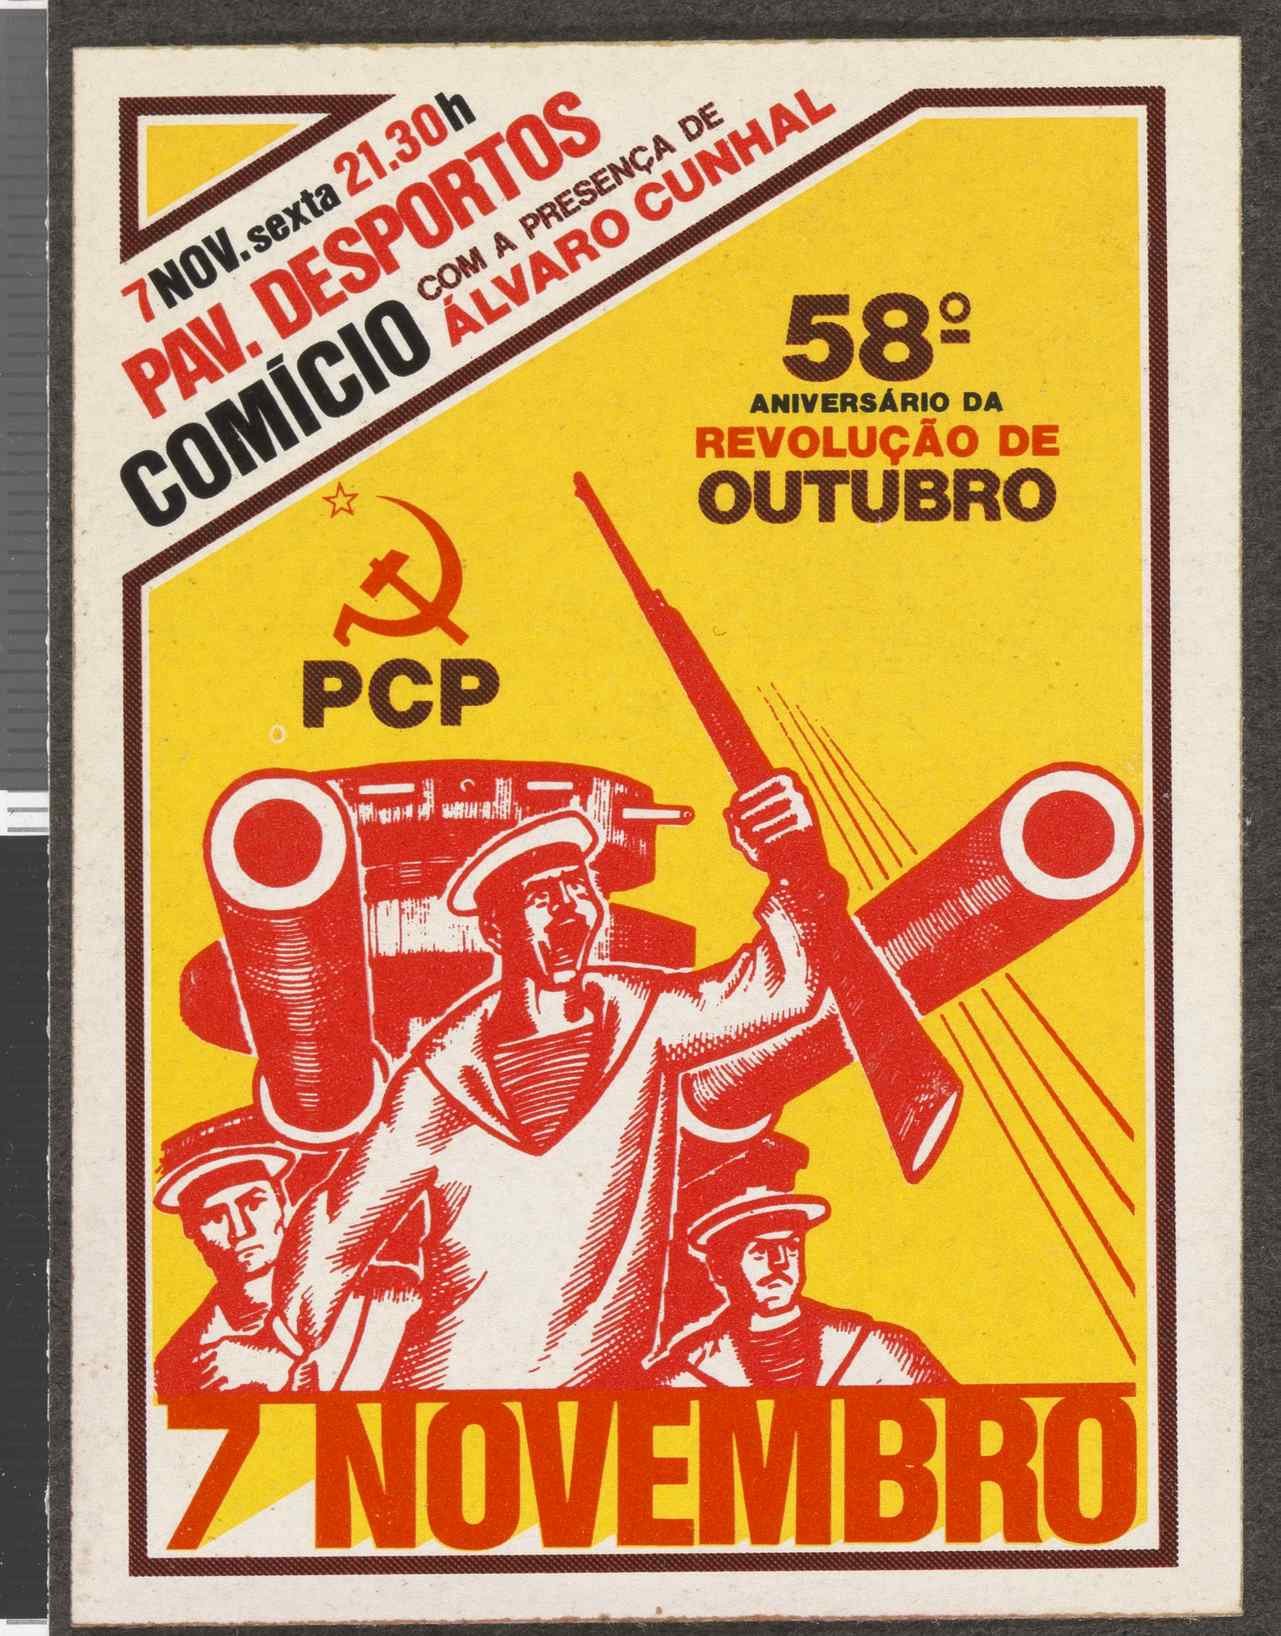 7 NOV. sexta 21.30h
PAV. DESPORTOS
COMÍCIO
COM A PRESENÇA DE
ÁLVARO CUNHAL
58º
ANIVERSÁRIO DA
REVOLUÇÃO DE
OUTUBRO
PCP
7 NOVEMBRO